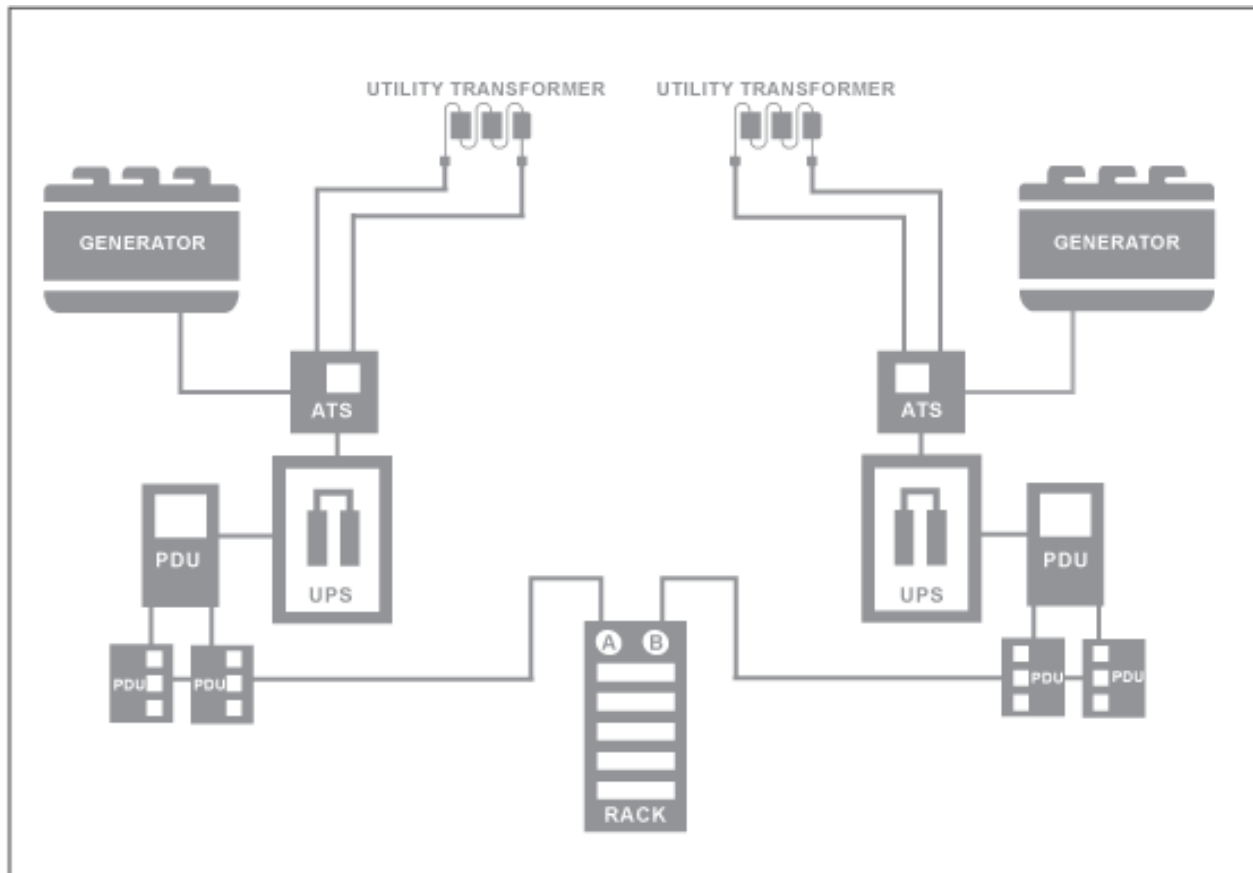 UTILITY TRANSFORMER
UTILITY TRANSFORMER
GENERATOR
GENERATOR
ATS
ATS
PDU
UPS
UPS
PDU
A
B
PDU
PDU
PDU
PDU
RACK